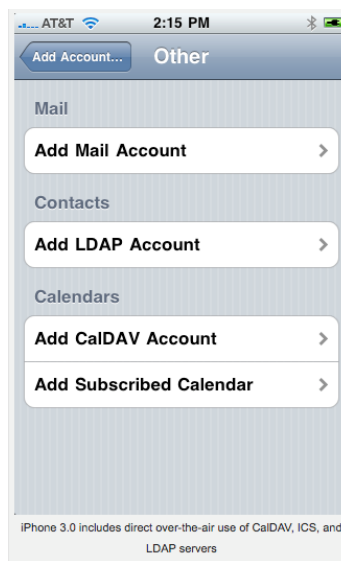 AT&T 2:15 PM
Add Account... Other
Mail
Add Mail Account
Contacts
Add LDAP Account
Calendars
Add CalDAV Account
Add Subscribed Calendar
iPhone 3.0 includes direct over-the-air use of CalDAV, ICS, and
LDAP servers